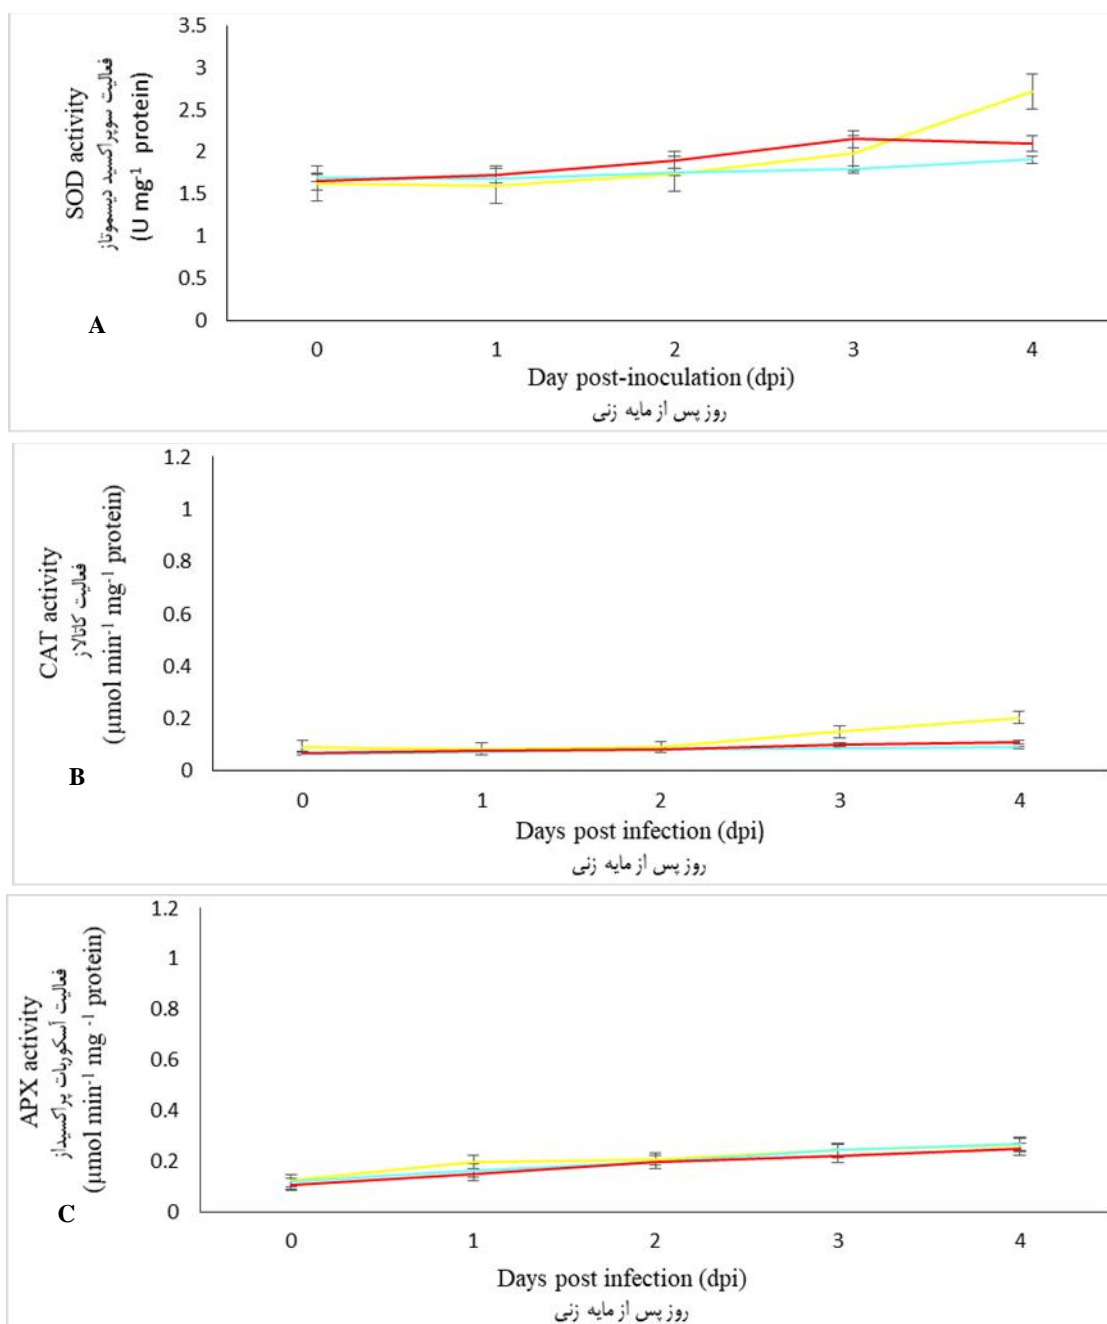 SOD activity
فعالیت سوپراکسید دیسموتاز
(U mg-1 protein)
3.5
3
2.5
2
1.5
1
0.5
0
A
0 1 2 3 4
Day post-inoculation (dpi)
روز پس از مایه زنی
CAT activity
فعالیت کاتالاز
(µmol min-1 mg-1 protein)
1.2
1
0.8
0.6
0.4
0.2
0
B
0 1 2 3 4
Days post infection (dpi)
روز پس از مایه زنی
APX activity
فعالیت آسکوربات پراکسیداز
(µmol min-1 mg -1 protein)
1.2
1
0.8
0.6
0.4
0.2
0
C
0 1 2 3 4
Days post infection (dpi)
روز پس از مایه زنی